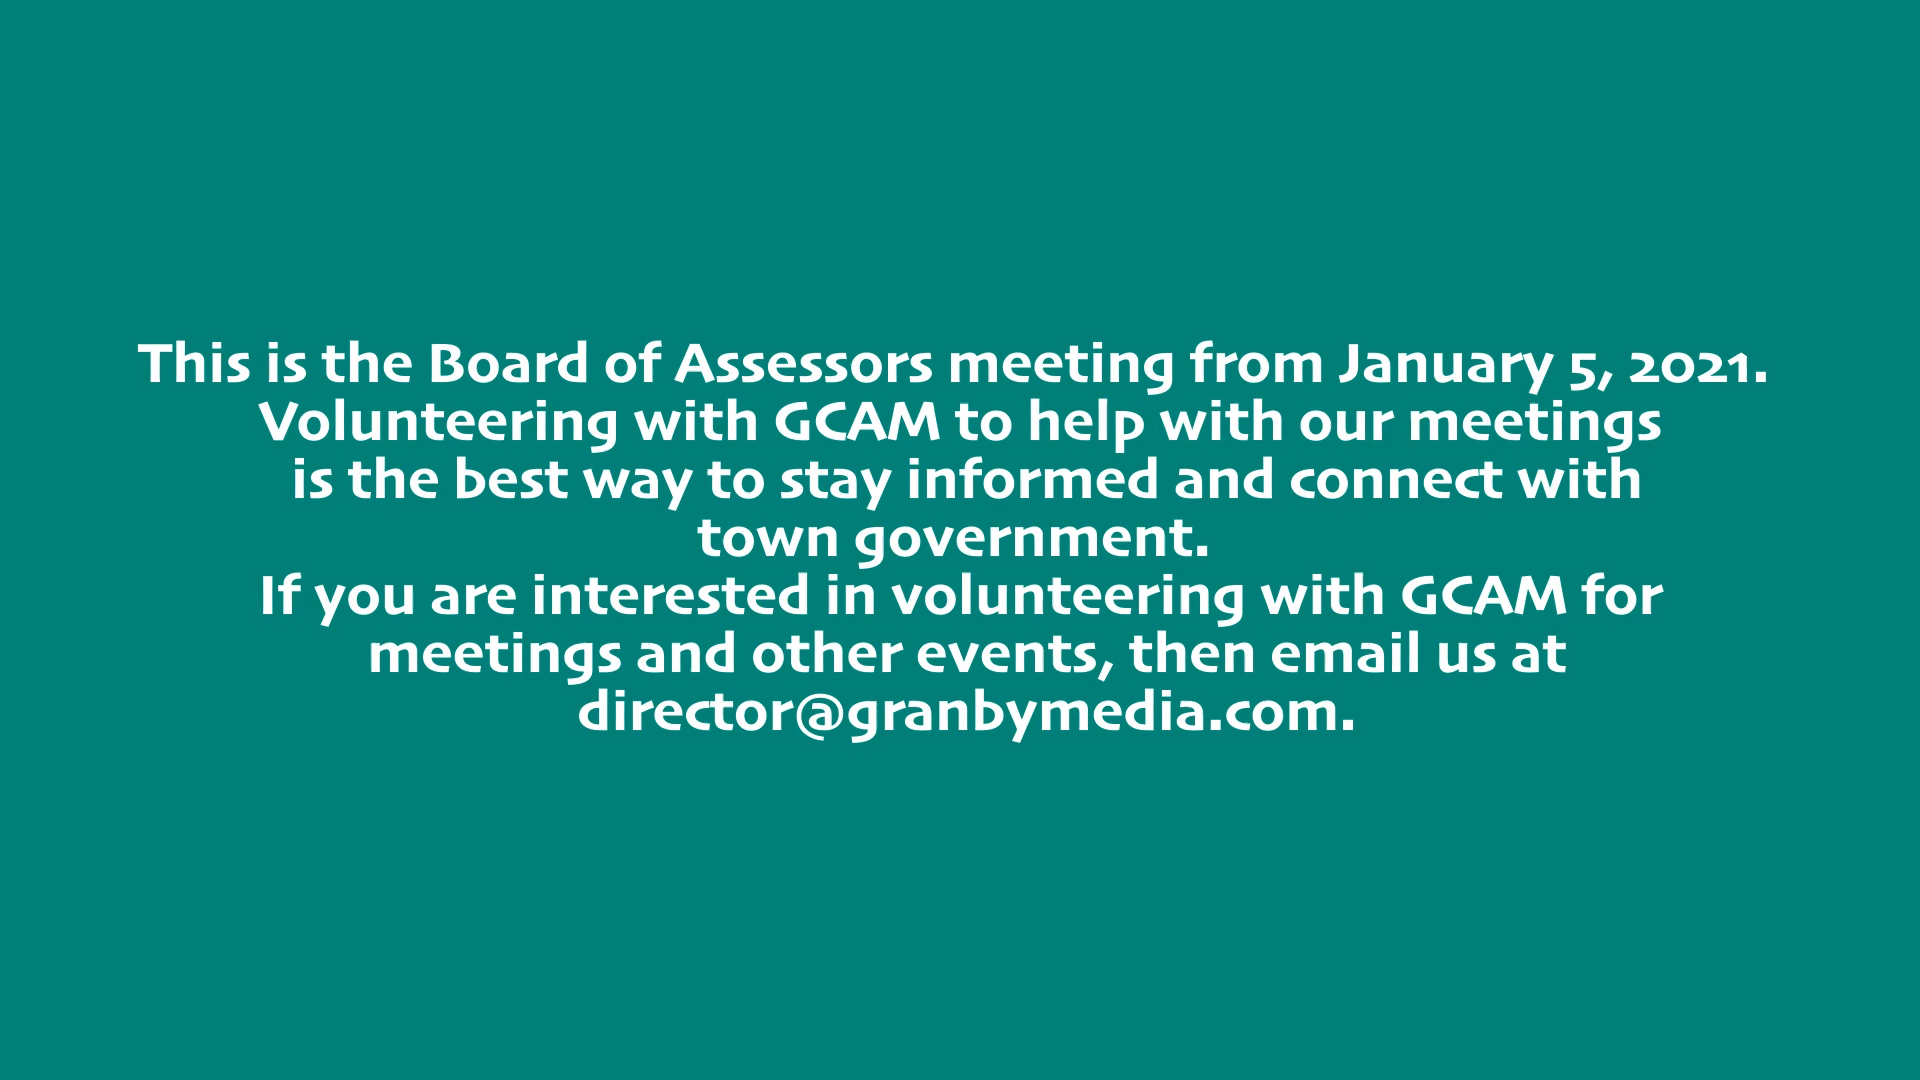 This is the Board of Assessors meeting from January 5, 2021.
Volunteering with GCAM to help with our meetings
is the best way to stay informed and connect with
town government.
If you are interested in volunteering with GCAM for
meetings and other events, then email us at
director@granbymedia.com.